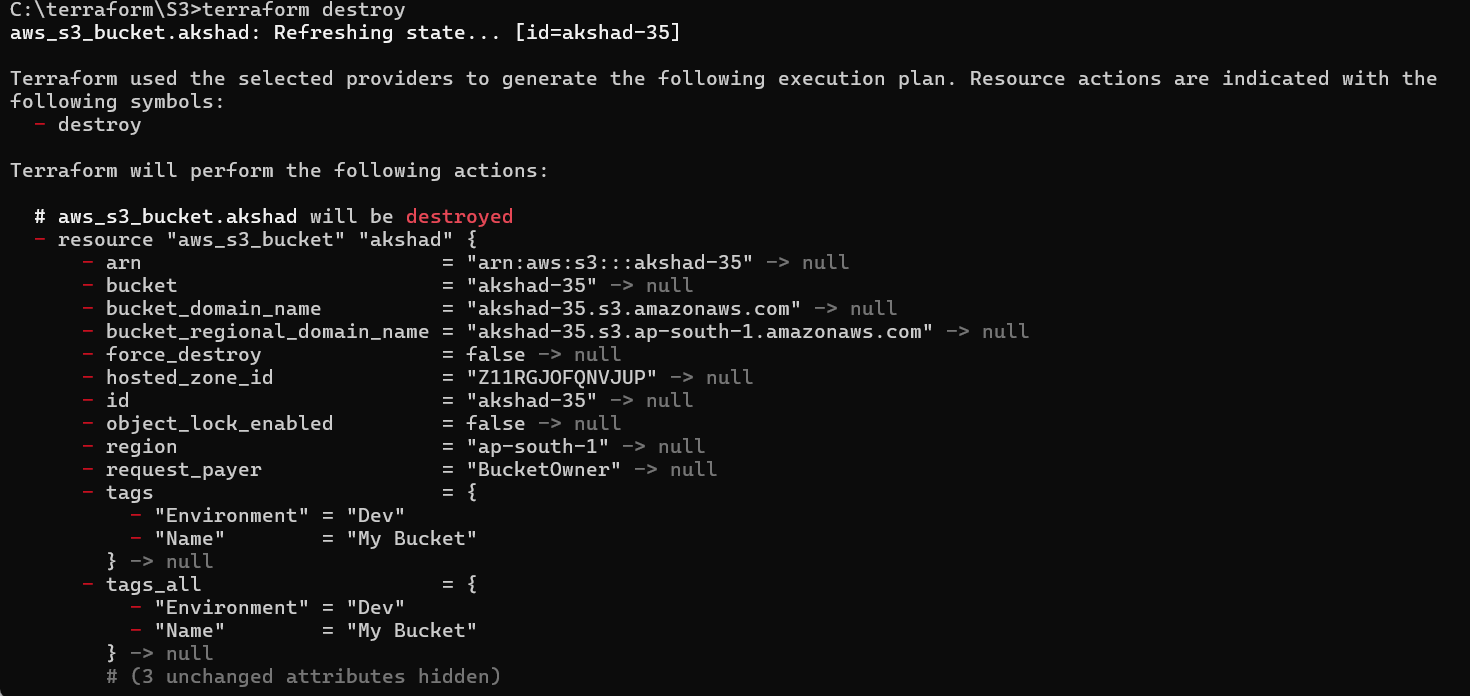 C:\terraform\S3>terraform destroy
aws_s3_bucket.akshad: Refreshing state... [id=akshad-35]

Terraform used the selected providers to generate the following execution plan. Resource actions are indicated with the
following symbols:
  - destroy

Terraform will perform the following actions:

  # aws_s3_bucket.akshad will be destroyed
  - resource "aws_s3_bucket" "akshad" {
      - arn                         = "arn:aws:s3:::akshad-35" -> null
      - bucket                      = "akshad-35" -> null
      - bucket_domain_name          = "akshad-35.s3.amazonaws.com" -> null
      - bucket_regional_domain_name = "akshad-35.s3.ap-south-1.amazonaws.com" -> null
      - force_destroy               = false -> null
      - hosted_zone_id              = "Z11RGJOFQNVJUP" -> null
      - id                          = "akshad-35" -> null
      - object_lock_enabled         = false -> null
      - region                      = "ap-south-1" -> null
      - request_payer               = "BucketOwner" -> null
      - tags                        = {
          - "Environment" = "Dev"
          - "Name"        = "My Bucket"
        } -> null
      - tags_all                    = {
          - "Environment" = "Dev"
          - "Name"        = "My Bucket"
        } -> null
        # (3 unchanged attributes hidden)